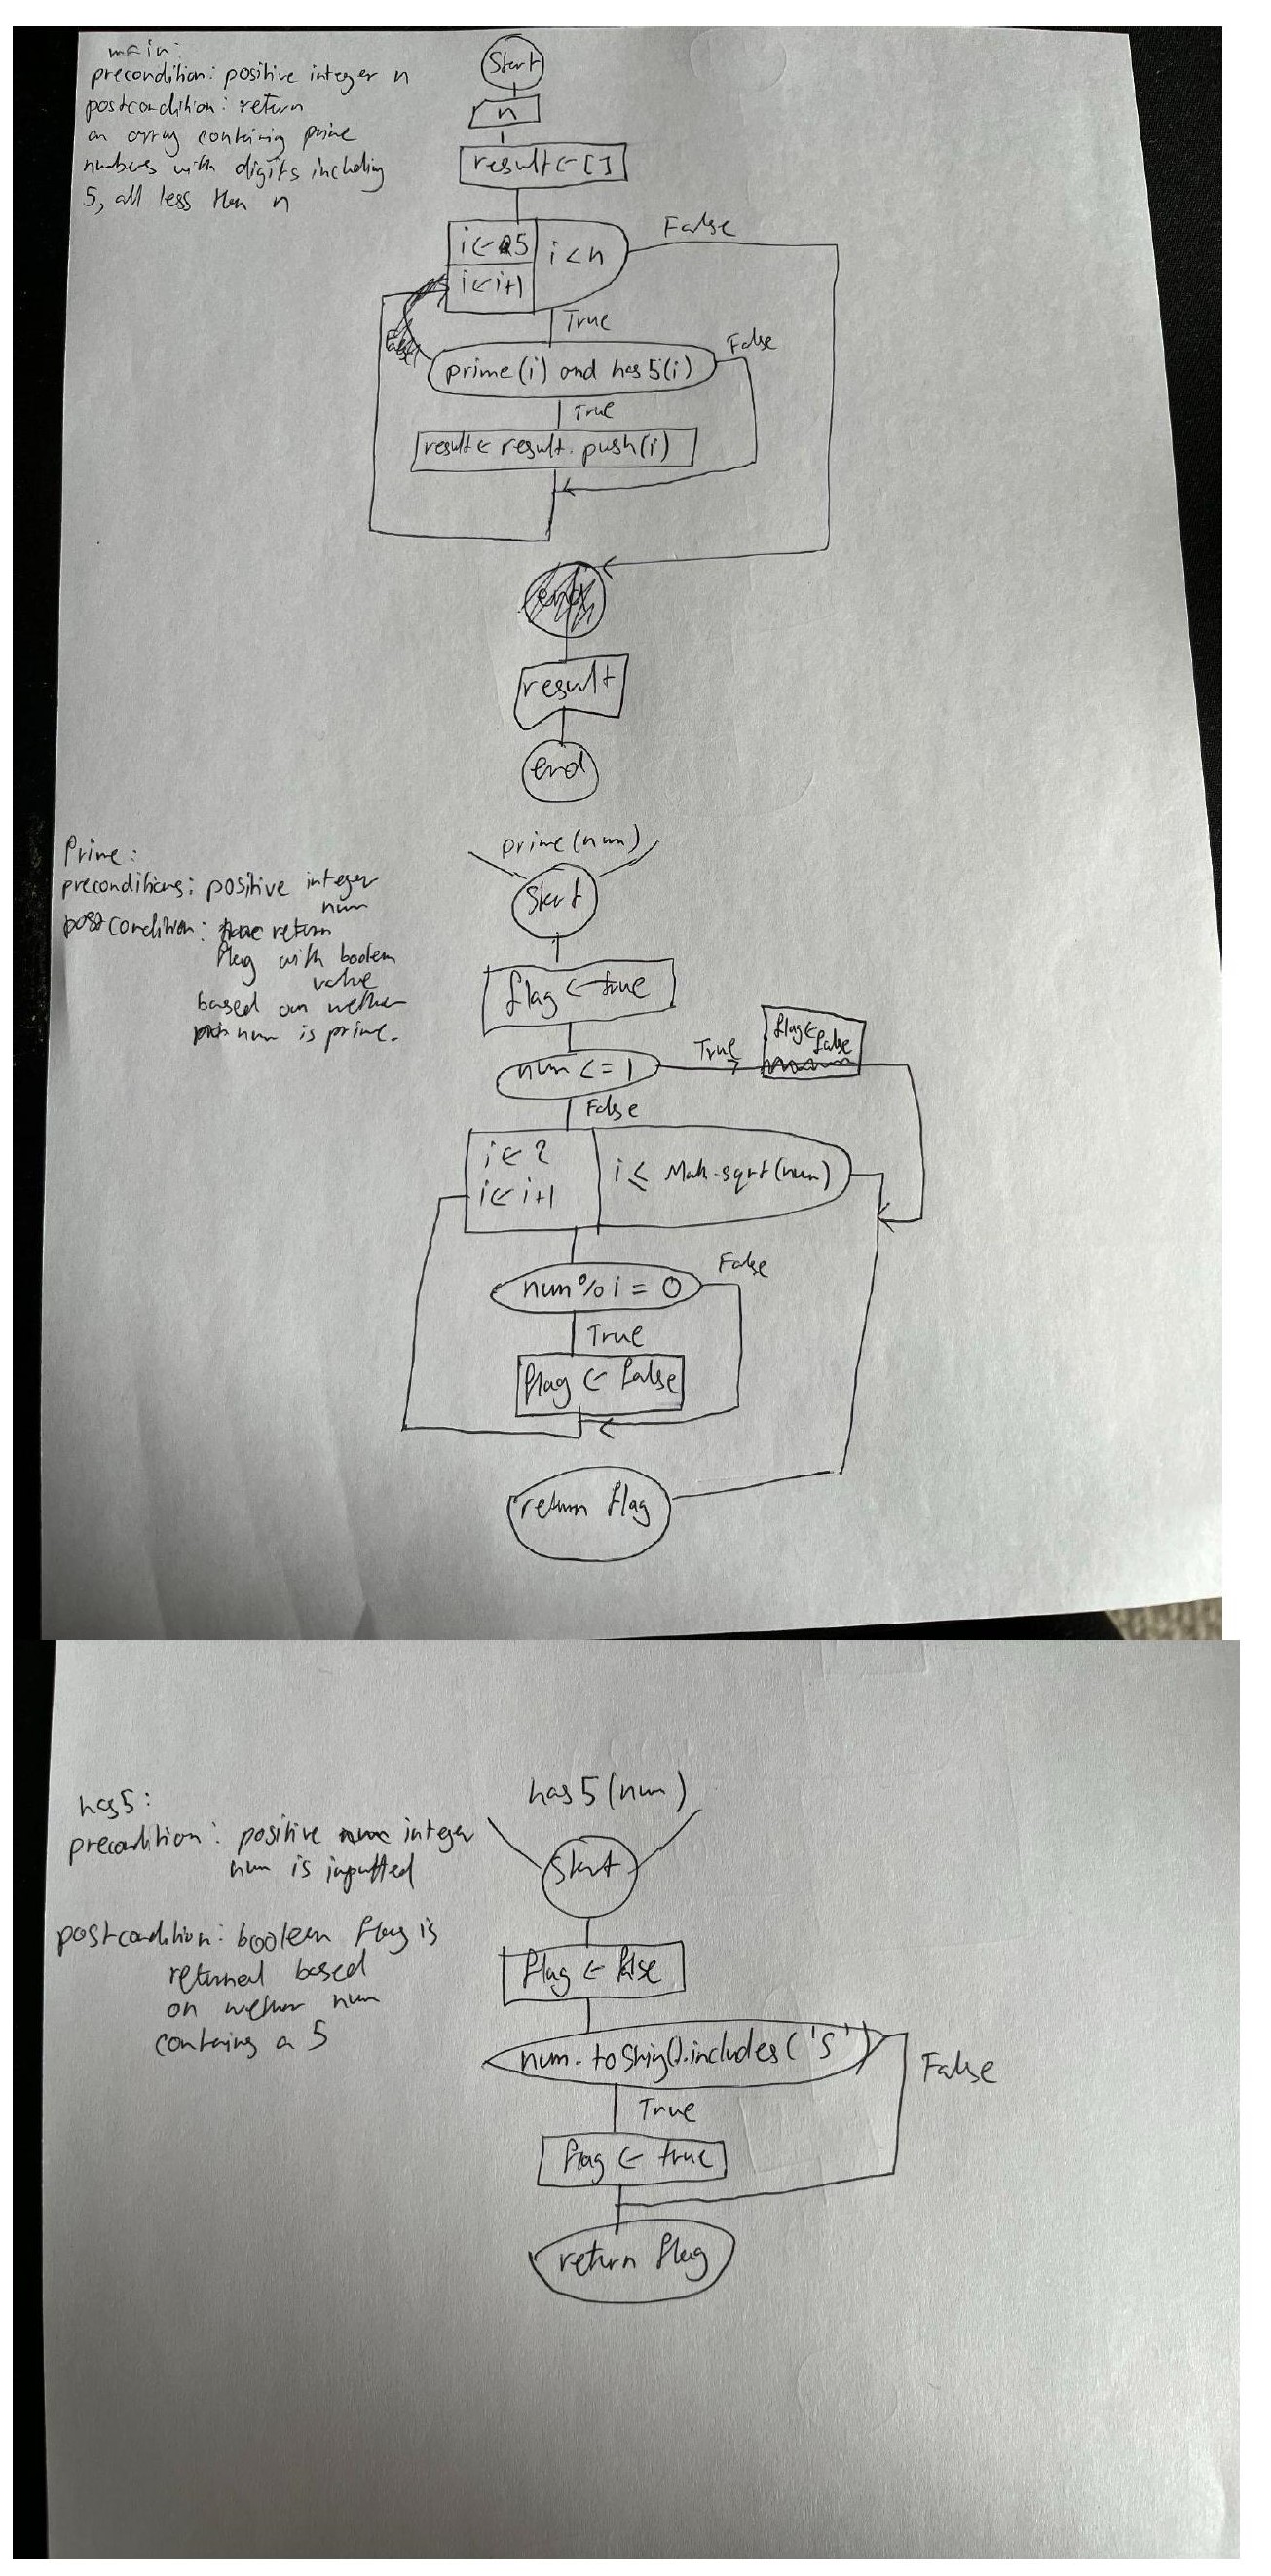 main:
precondition: positive integer n
postcondition: return
an array containing prime
numbers with digits including
5, all less than n
Start
n
result ← [ ]
i ← 5
i < n
False
i ← i+1
True
prime(i) and has5(i)
False
True
result ← result.push(i)
result
end
Prime:
preconditions: positive integer
num
postcondition: return
flag with boolean
value
based on wether
num is prime.
prime(num)
Start
flag ← true
num <= 1
True
flag ← false
False
i ← 2
i ← i+1
i ≤ Math.sqrt(num)
num % i = 0
False
True
flag ← false
return flag
has5:
precondition: positive integer
num is inputted
postcondition: boolean flag is
returned based
on wether num
contains a 5
has5(num)
Start
flag ← false
num.toString().includes('5')
False
True
flag ← true
return flag